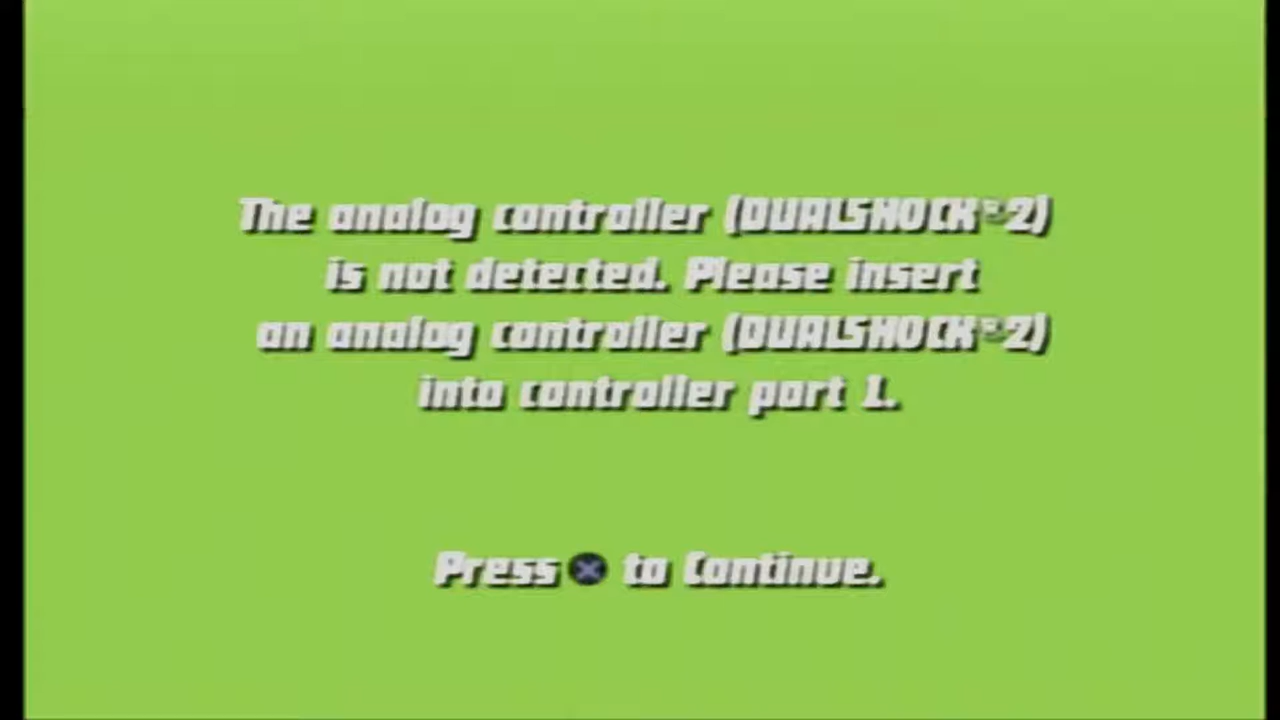 The analog controller (DUALSHOCK®2)
is not detected. Please insert
an analog controller (DUALSHOCK®2)
into controller port 1.
Press ⓧ to Continue.